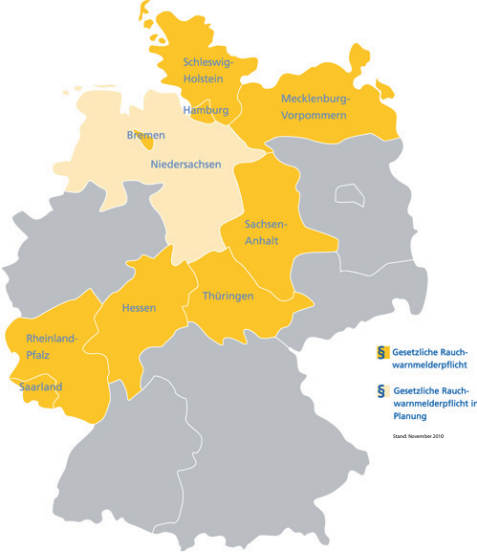 Schleswig-
Holstein
Hamburg
Mecklenburg-
Vorpommern
Bremen
Niedersachsen
Sachsen-
Anhalt
Hessen
Thüringen
Rheinland-
Pfalz
Saarland
§ Gesetzliche Rauch-
warnmelderpflicht
§ Gesetzliche Rauch-
warnmelderpflicht in
Planung
Stand: November 2010